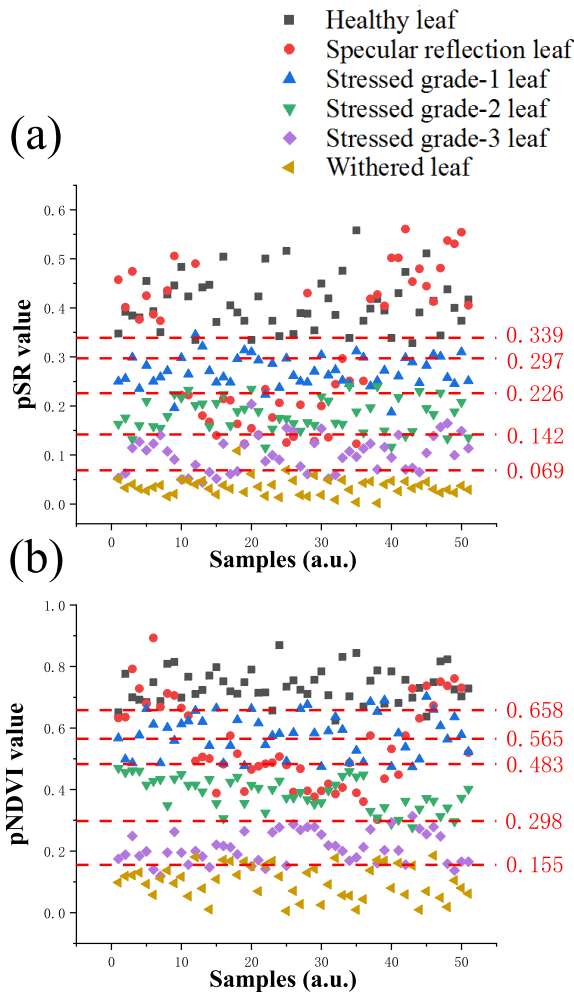 Healthy leaf
Specular reflection leaf
Stressed grade-1 leaf
Stressed grade-2 leaf
Stressed grade-3 leaf
Withered leaf
(a)
pSR value
0.6
0.5
0.4
0.3
0.2
0.1
0.0
0.339
0.297
0.226
0.142
0.069
0 10 20 30 40 50
Samples (a.u.)
(b)
pNDVI value
1.0
0.8
0.6
0.4
0.2
0.0
0.658
0.565
0.483
0.298
0.155
0 10 20 30 40 50
Samples (a.u.)